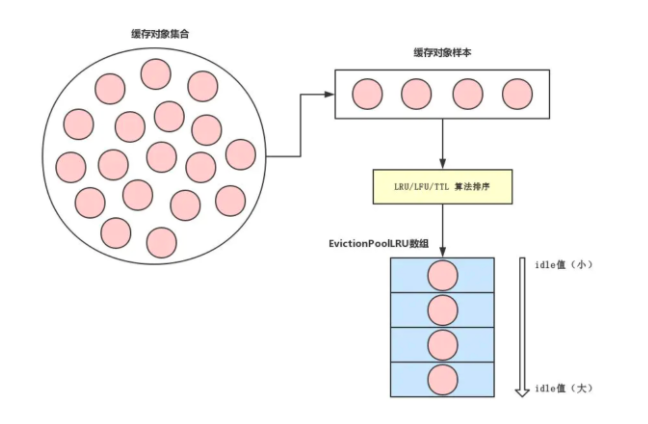 缓存对象集合
缓存对象样本
LRU/LFU/TTL 算法排序
EvictionPoolLRU数组
idle值（小）
idle值（大）